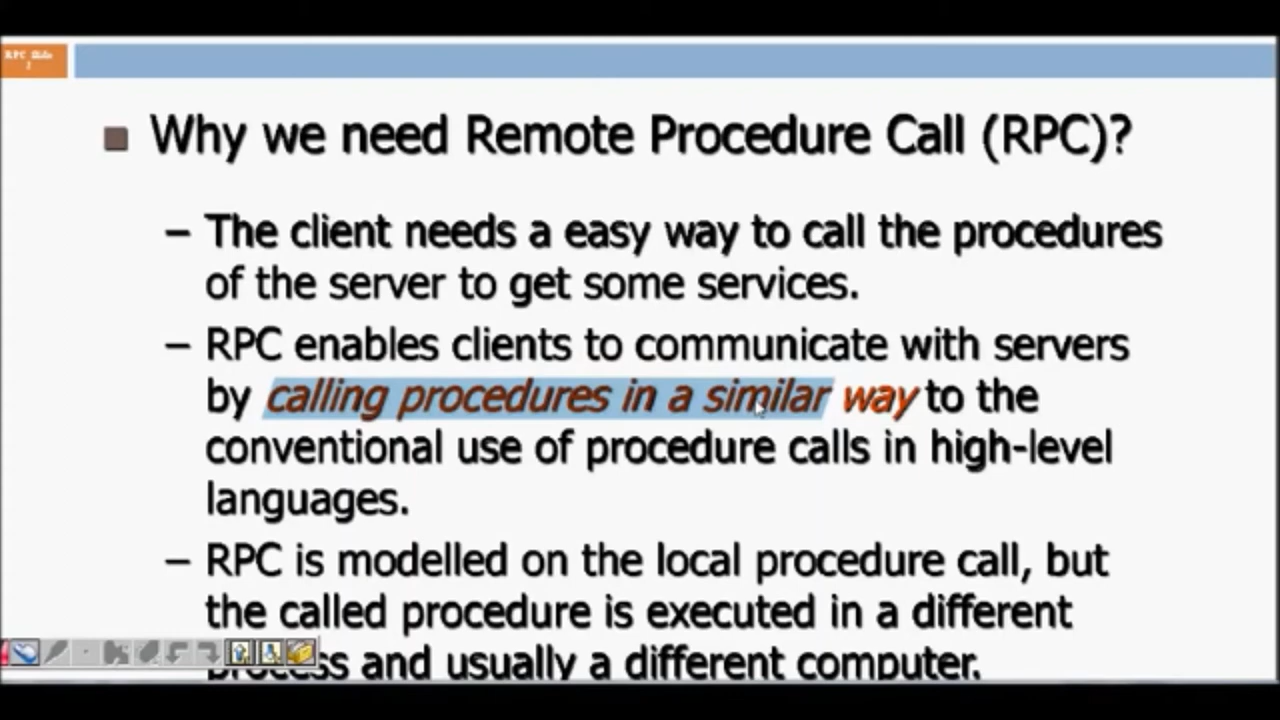 RPC Slide
Why we need Remote Procedure Call (RPC)?
– The client needs a easy way to call the procedures
of the server to get some services.
– RPC enables clients to communicate with servers
by calling procedures in a similar way to the
conventional use of procedure calls in high-level
languages.
– RPC is modelled on the local procedure call, but
the called procedure is executed in a different
process and usually a different computer.